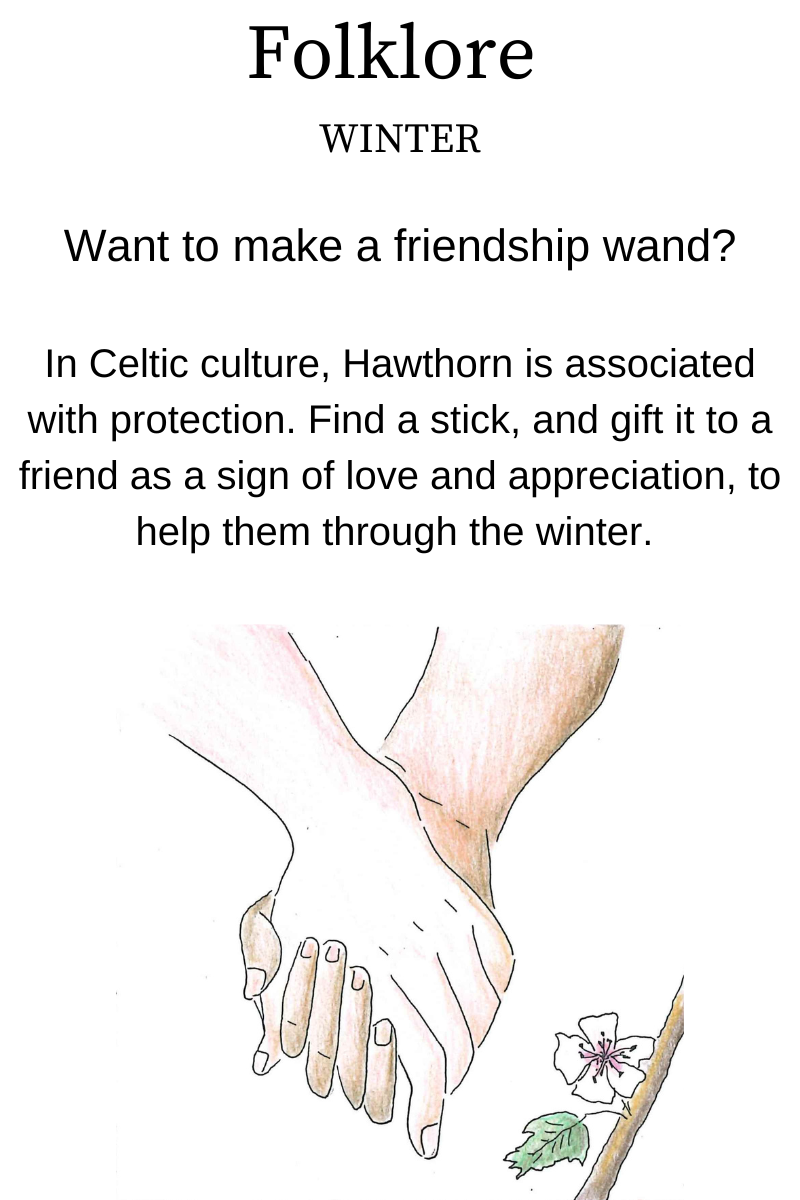 Folklore
WINTER
Want to make a friendship wand?
In Celtic culture, Hawthorn is associated
with protection. Find a stick, and gift it to a
friend as a sign of love and appreciation, to
help them through the winter.